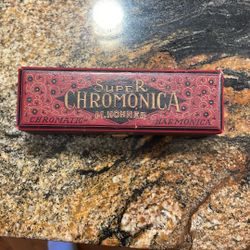 SUPER
CHROMONICA
M. HOHNER
CHROMATIC HARMONICA